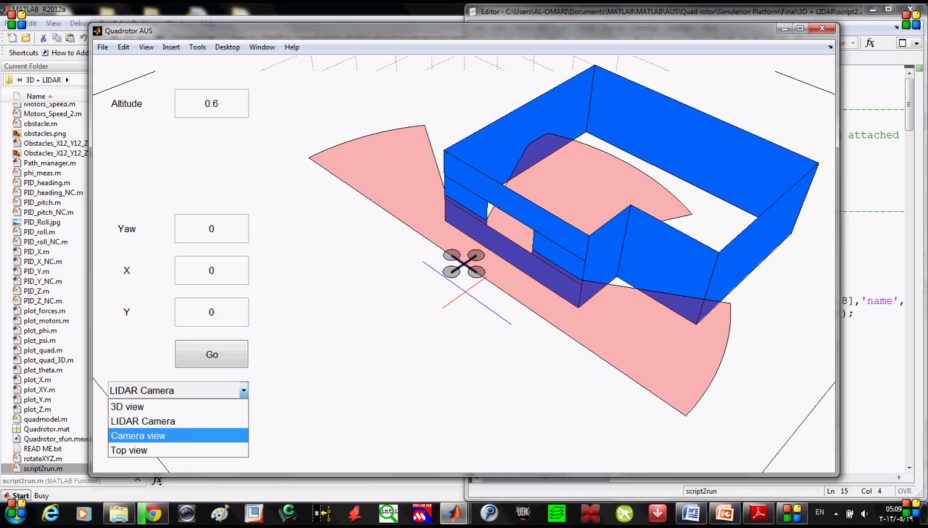 MATLAB R2012a
Editor - C:\Users\AL-OMARI\Documents\MATLAB\MATLAB\AUS\Quad rotor\Simulation Platform\Final\3D + LIDAR\script2...
Quadrotor AUS
File Edit View Insert Tools Desktop Window Help
Shortcuts How to Add
Current Folder
« 3D + LIDAR
Name
Motors_Speed.m
Motors_Speed_2.m
obstacle.m
obstacles.png
Obstacles_X12_Y12_Z
Obstacles_X12_Y12_Z
Path_manager.m
phi_meas.m
PID_heading.m
PID_heading_NC.m
PID_pitch.m
PID_pitch_NC.m
PID_Roll.jpg
PID_roll.m
PID_roll_NC.m
PID_X.m
PID_X_NC.m
PID_Y.m
PID_Y_NC.m
PID_Z.m
PID_Z_NC.m
plot_forces.m
plot_motors.m
plot_phi.m
plot_psi.m
plot_quad.m
plot_quad_3D.m
plot_theta.m
plot_X.m
plot_XY.m
plot_Y.m
plot_Z.m
quadmodel.m
Quadrotor.mat
Quadrotor_sfun.mex
READ ME.txt
rotateXYZ.m
script2run.m
script2run.m (MATLAB Function)
Start Busy
Altitude 0.6
Yaw 0
X 0
Y 0
Go
LIDAR Camera
3D view
LIDAR Camera
Camera view
Top view
fx
attached
8],'name',
);
fx
script2run Ln 15 Col 4 OVR
EN 05:09